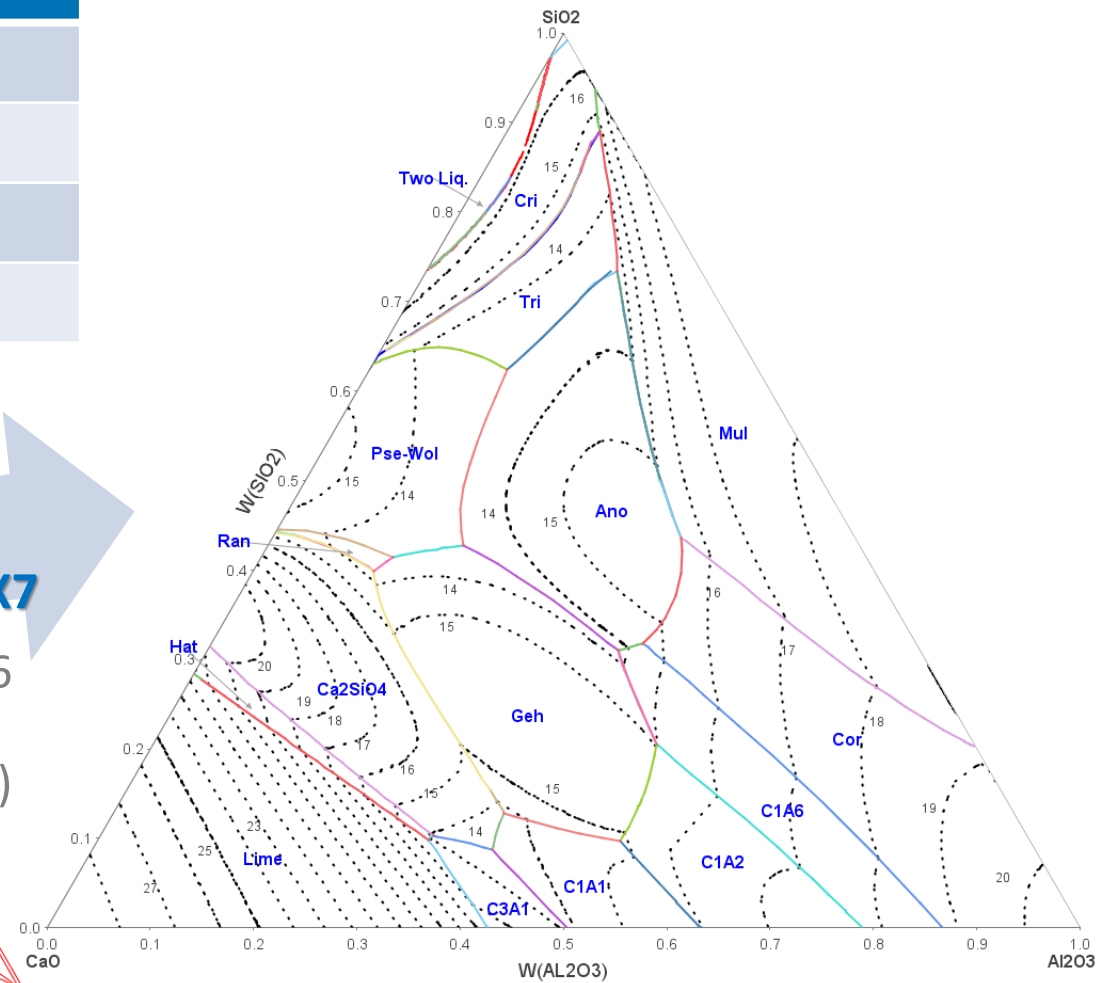 SiO2
1.0
16
0.9
15
Two Liq.
Cri
0.8
14
0.7
Tri
0.6
Mul
Pse-Wol
W(SIO2)
0.5
15
14
14
15
Ano
Ran
0.4
X7
14
16
15
Hat
17
0.3
20
6
Ca2SiO4
19
18
Geh
18
17
Cor
0.2
16
)
15
15
19
C1A6
14
23
0.1
25
Lime
C1A2
27
C1A1
20
C3A1
0.0
0.0 0.1 0.2 0.3 0.4 0.5 0.6 0.7 0.8 0.9 1.0
CaO
W(AL2O3)
Al2O3